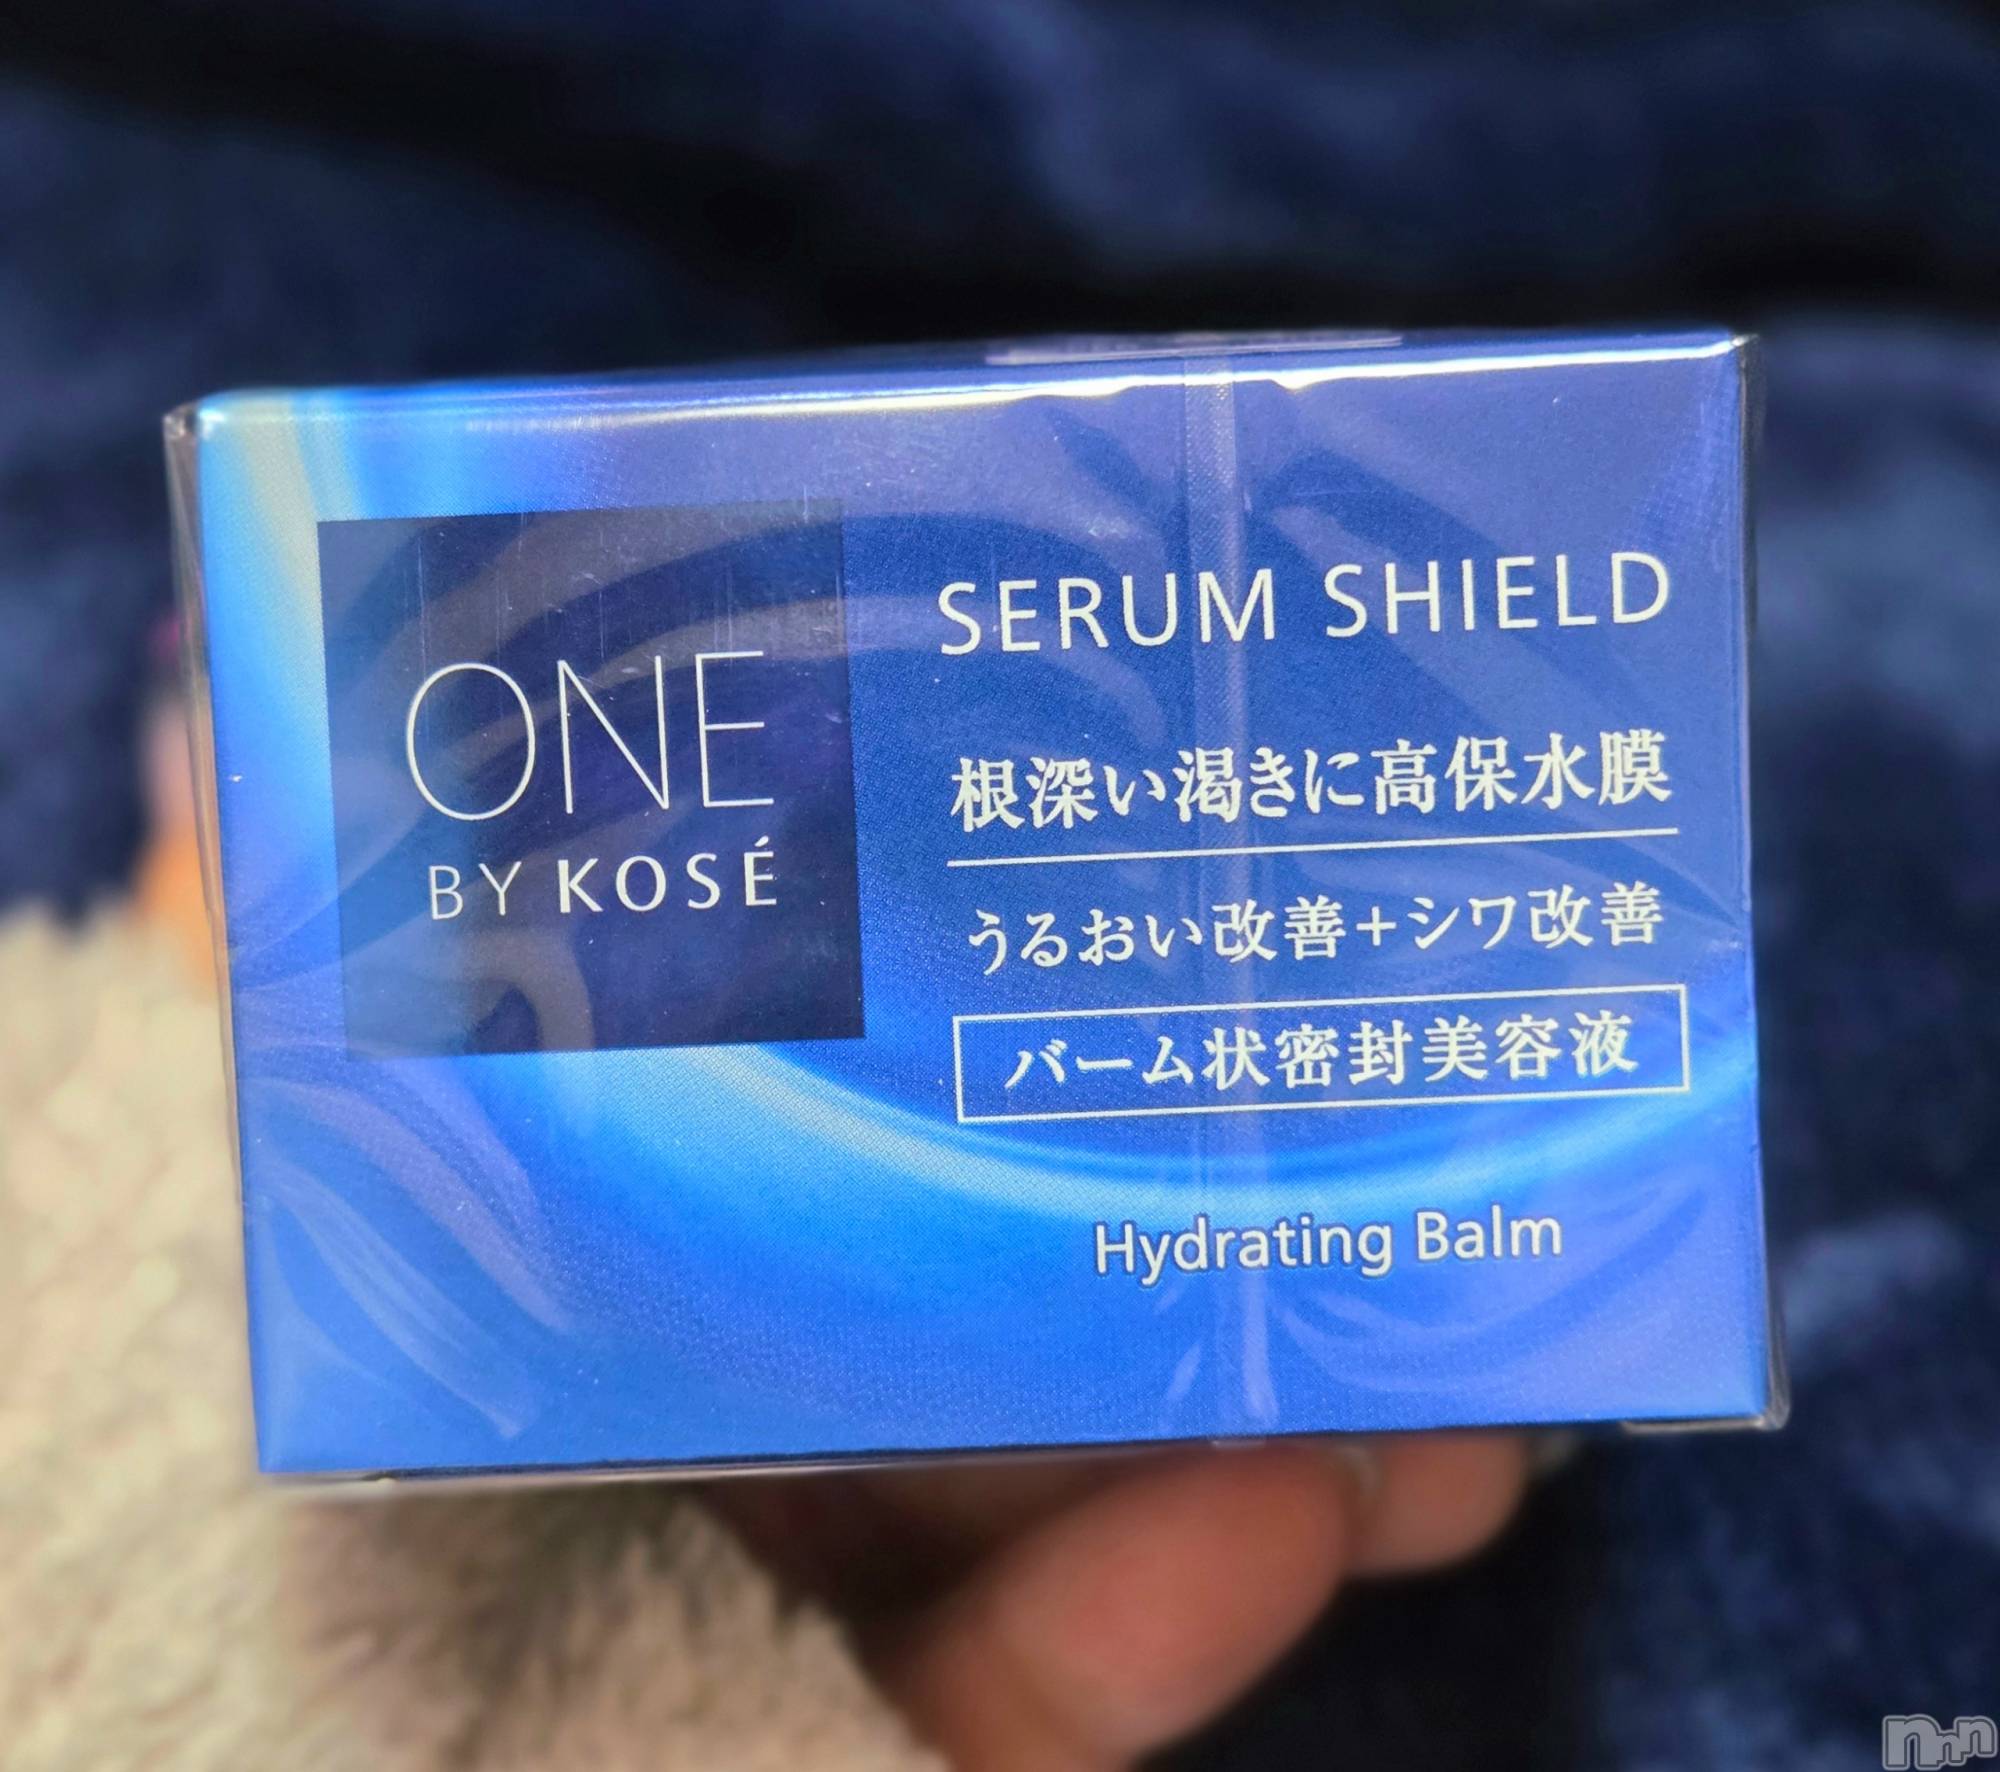 ONE
BY KOSÉ
SERUM SHIELD
根深い渇きに高保水膜
うるおい改善+シワ改善
バーム状密封美容液
Hydrating Balm
nnn